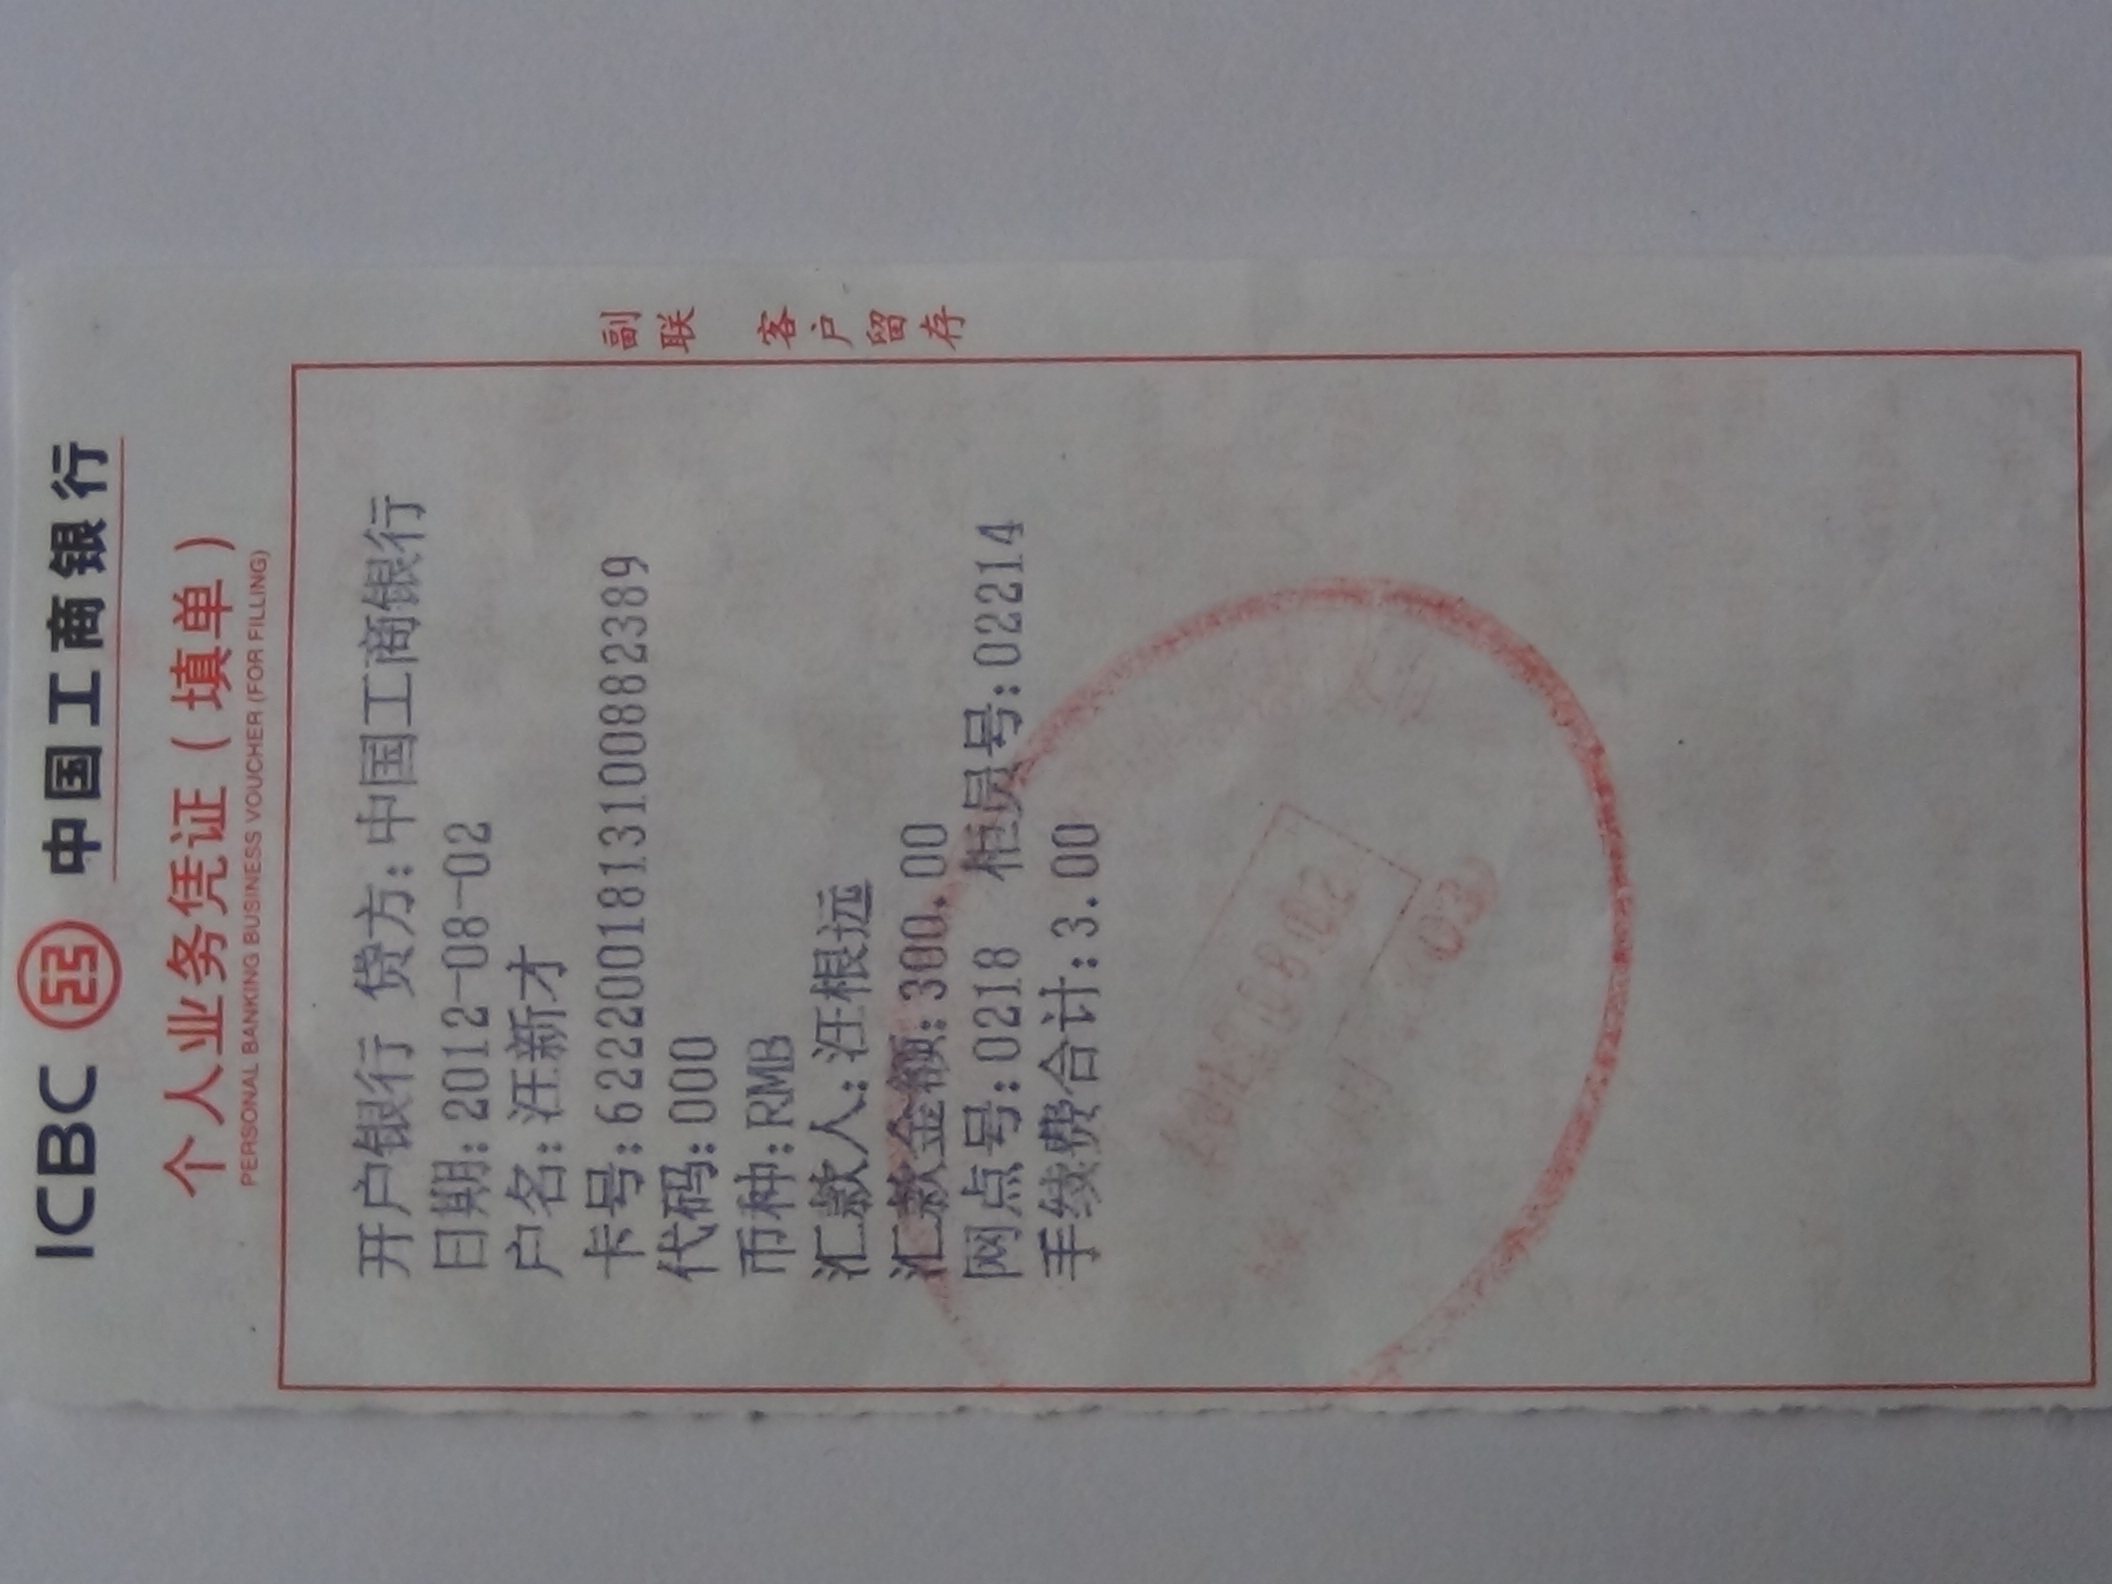 ICBC 中国工商银行
个人业务凭证（填单）
PERSONAL BANKING BUSINESS VOUCHER (FOR FILLING)
开户银行 贷方:中国工商银行
日期:2012-08-02
户名:汪新才
卡号:6222001813100882389
代码:000
币种:RMB
汇款人:汪根远
汇款金额:300.00
网点号:0218 柜员号:02214
手续费合计:3.00
副联 客户留存